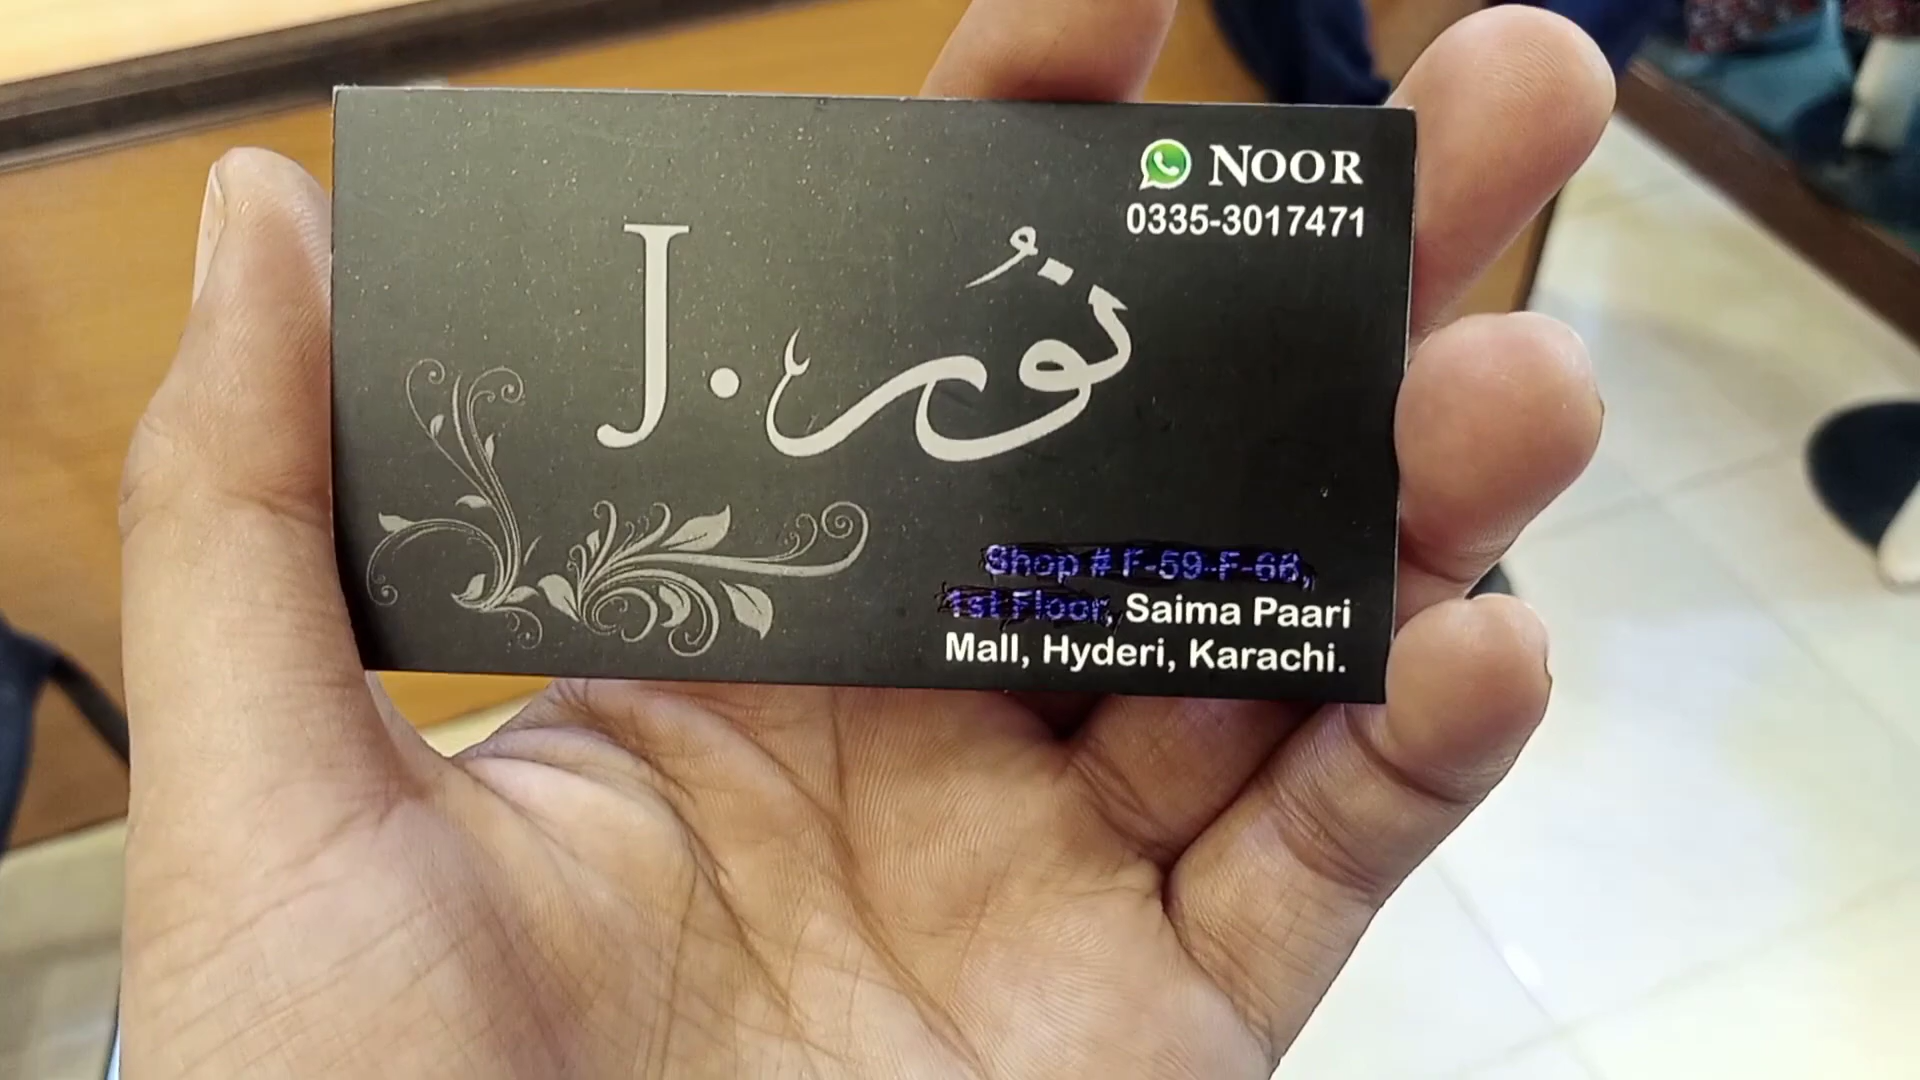 NOOR
0335-3017471
J. نُور
Shop # F-59-F-68,
1st Floor, Saima Paari
Mall, Hyderi, Karachi.